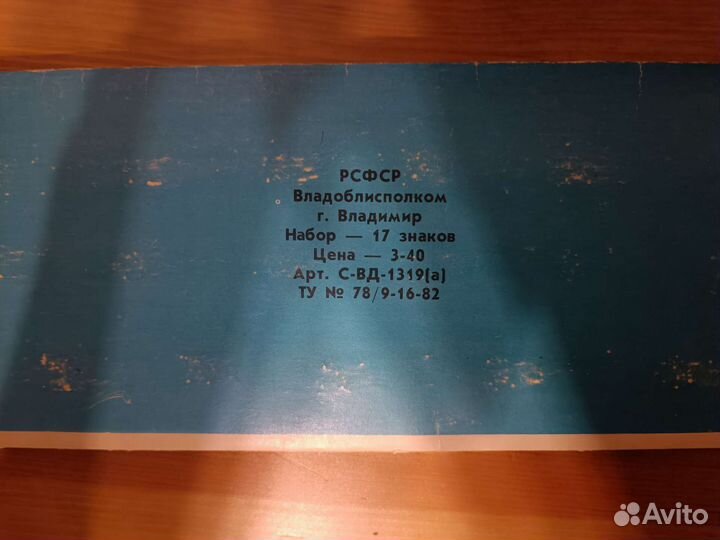 РСФСР
Владоблисполком
г. Владимир
Набор — 17 знаков
Цена — 3-40
Арт. С-ВД-1319(а)
ТУ № 78/9-16-82
Avito